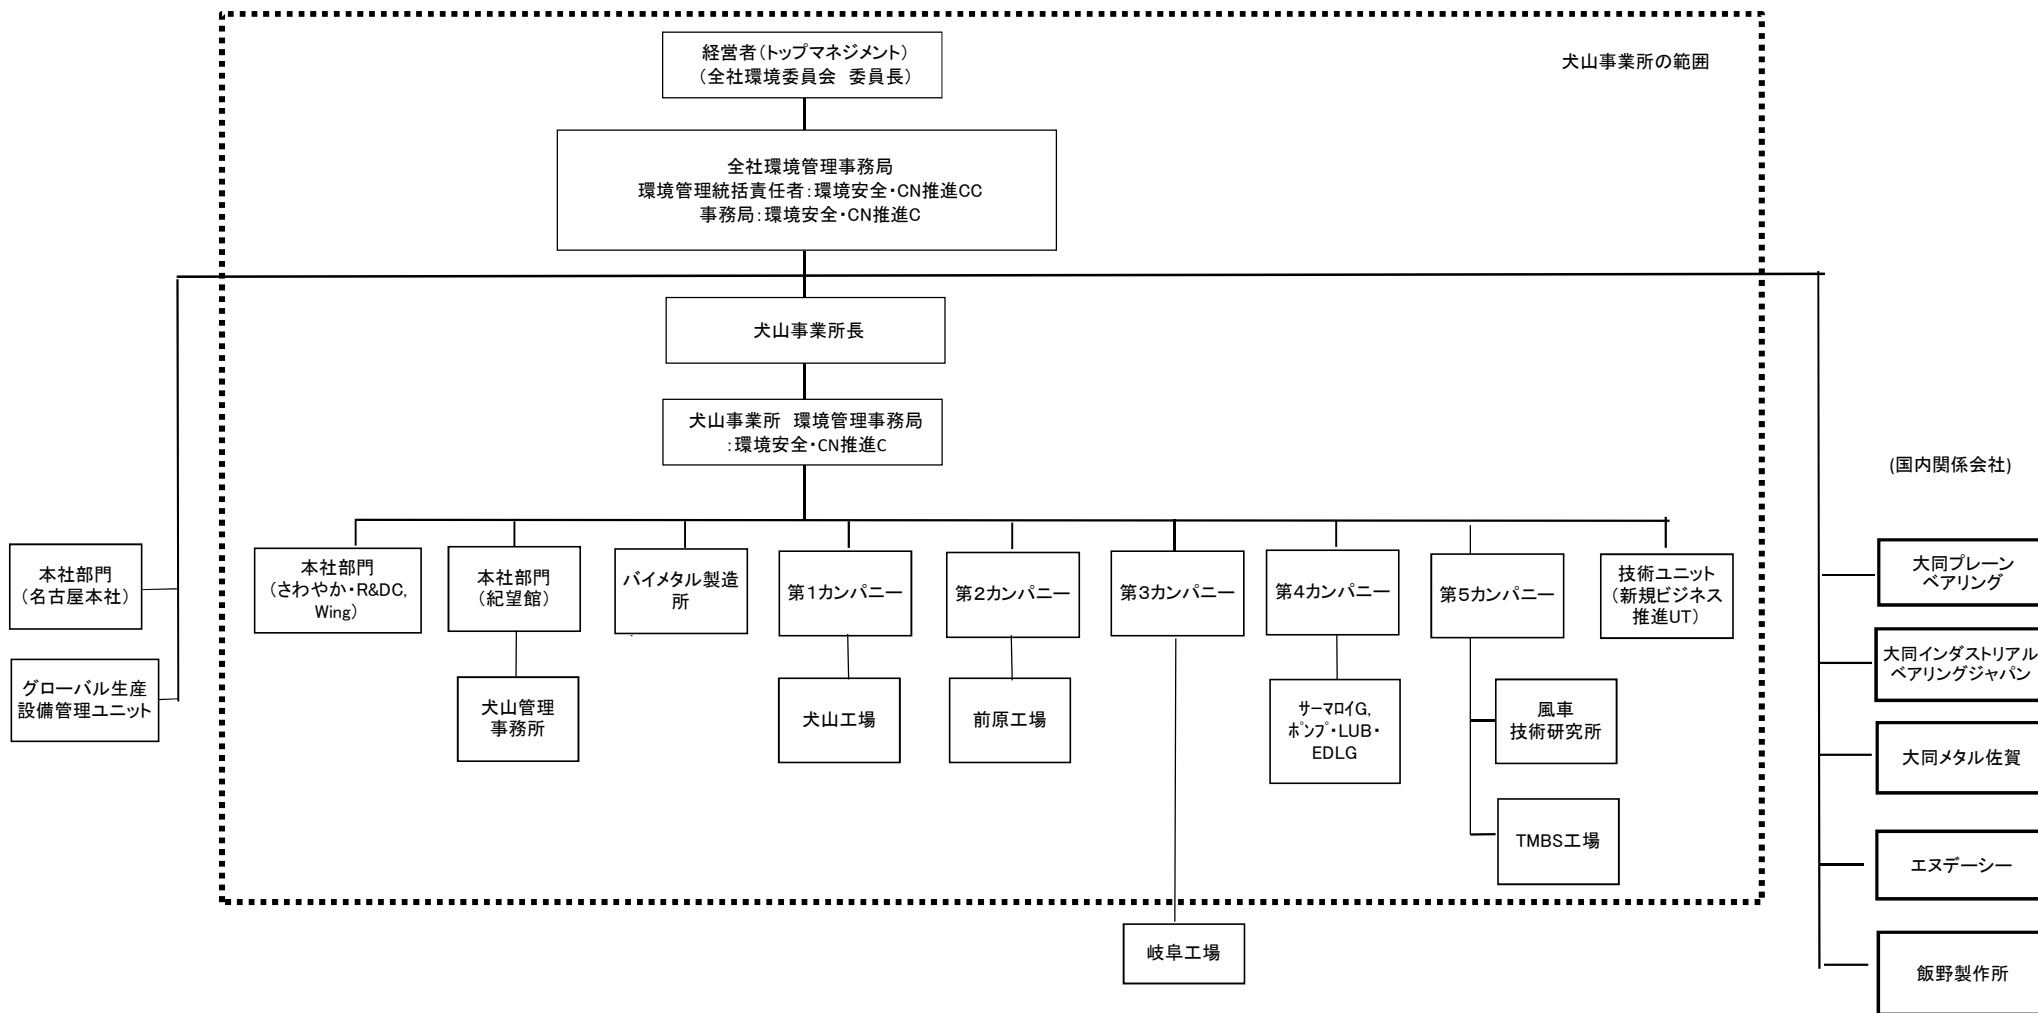 経営者(トップマネジメント)
(全社環境委員会　委員長)
犬山事業所の範囲
全社環境管理事務局
環境管理統括責任者:環境安全・CN推進CC
事務局:環境安全・CN推進C
犬山事業所長
犬山事業所　環境管理事務局
:環境安全・CN推進C
(国内関係会社)
本社部門
(名古屋本社)
グローバル生産
設備管理ユニット
本社部門
(さわやか・R&DC,
Wing)
本社部門
(紀望館)
バイメタル製造
所
第1カンパニー
第2カンパニー
第3カンパニー
第4カンパニー
第5カンパニー
技術ユニット
(新規ビジネス
推進UT)
犬山管理
事務所
犬山工場
前原工場
サーマロイG,
ポンプ・LUB・
EDLG
風車
技術研究所
TMBS工場
岐阜工場
大同プレーン
ベアリング
大同インダストリアル
ベアリングジャパン
大同メタル佐賀
エヌデーシー
飯野製作所